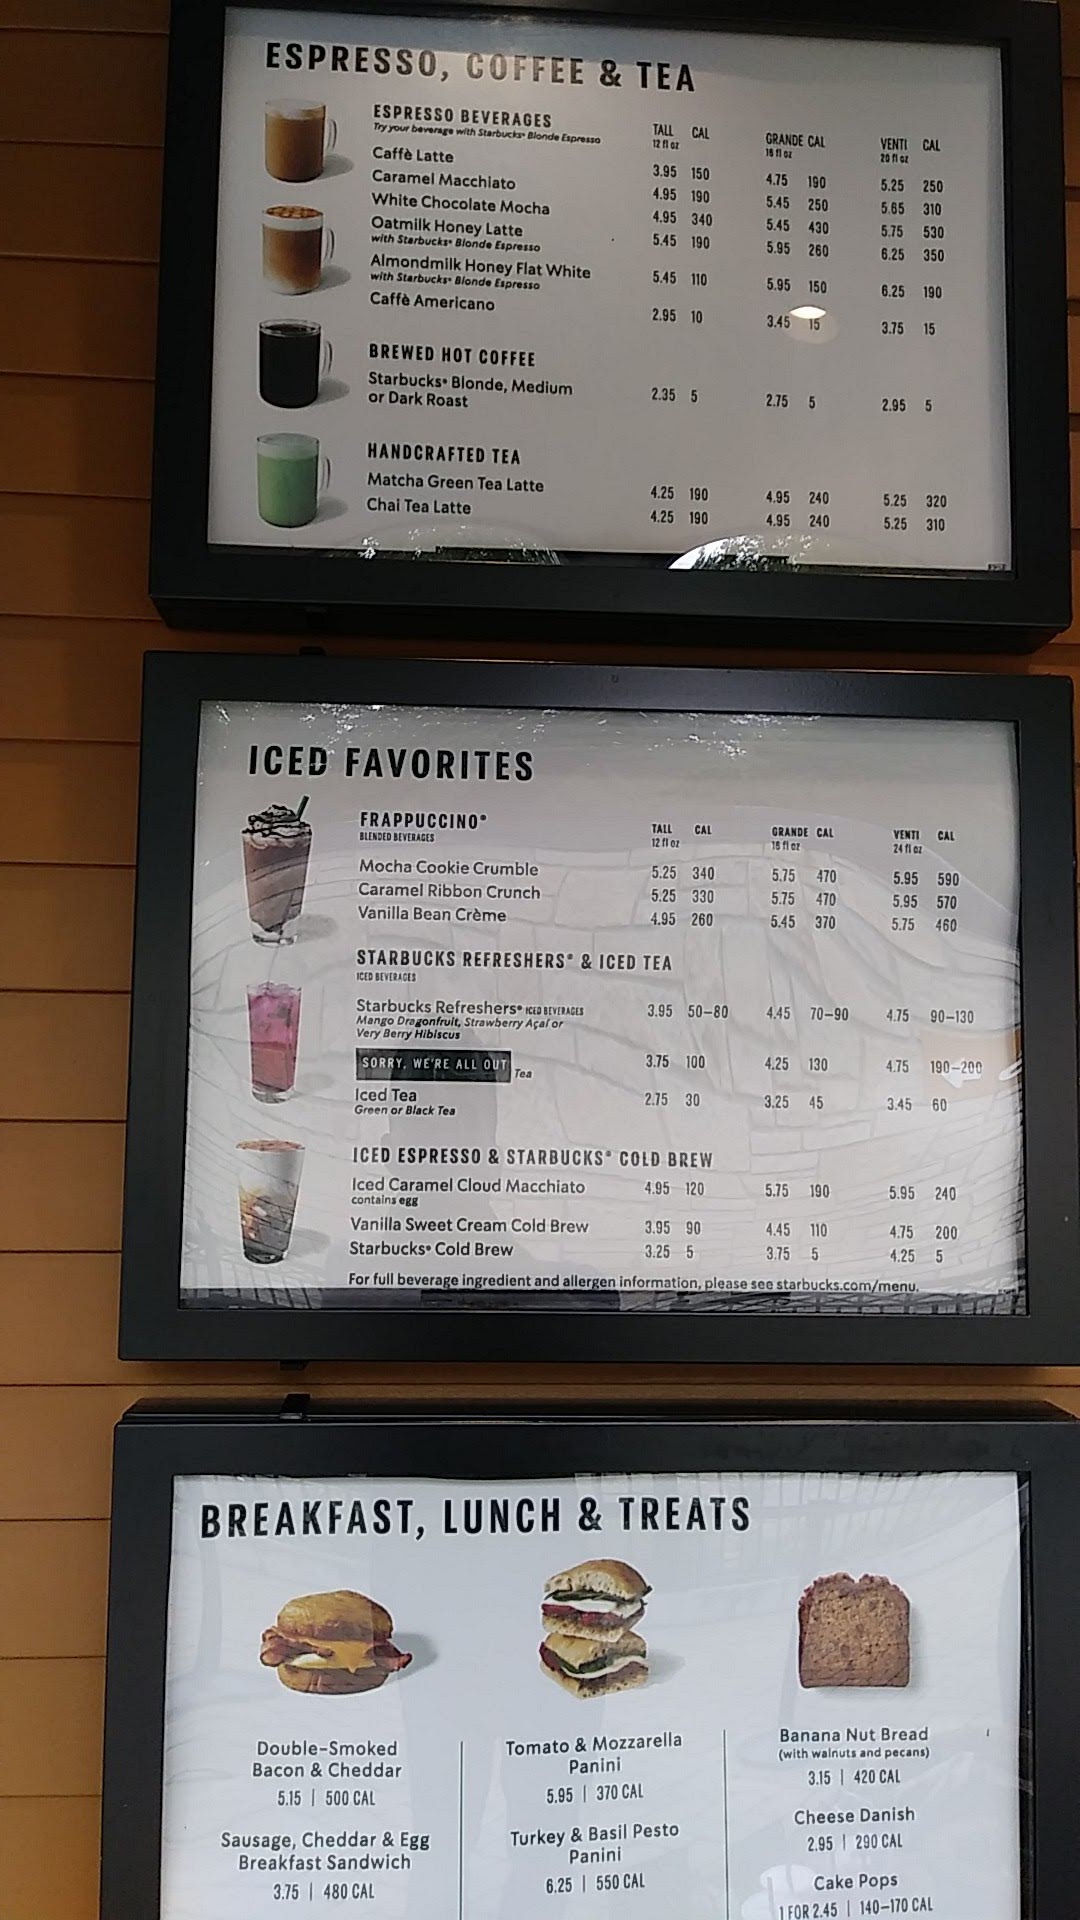 ESPRESSO, COFFEE & TEA
ESPRESSO BEVERAGES TALL CAL GRANDE CAL VENTI CAL
Try your beverage with Starbucks® Blonde Espresso 12 fl oz 16 fl oz 20 fl oz
Caffè Latte 3.95 150 4.75 190 5.25 250
Caramel Macchiato 4.95 190 5.45 250 5.65 310
White Chocolate Mocha 4.95 340 5.45 430 5.75 530
Oatmilk Honey Latte 5.45 190 5.95 260 6.25 350
with Starbucks® Blonde Espresso
Almondmilk Honey Flat White 5.45 110 5.95 150 6.25 190
with Starbucks® Blonde Espresso
Caffè Americano 2.95 10 3.45 15 3.75 15
BREWED HOT COFFEE
Starbucks® Blonde, Medium 2.35 5 2.75 5 2.95 5
or Dark Roast
HANDCRAFTED TEA
Matcha Green Tea Latte 4.25 190 4.95 240 5.25 320
Chai Tea Latte 4.25 190 4.95 240 5.25 310
ICED FAVORITES
FRAPPUCCINO® TALL CAL GRANDE CAL VENTI CAL
BLENDED BEVERAGES 12 fl oz 16 fl oz 24 fl oz
Mocha Cookie Crumble 5.25 340 5.75 470 5.95 590
Caramel Ribbon Crunch 5.25 330 5.75 470 5.95 570
Vanilla Bean Crème 4.95 260 5.45 370 5.75 460
STARBUCKS REFRESHERS® & ICED TEA
ICED BEVERAGES
Starbucks Refreshers® ICED BEVERAGES 3.95 50–80 4.45 70–90 4.75 90–130
Mango Dragonfruit, Strawberry Açaí or
Very Berry Hibiscus
SORRY, WE'RE ALL OUT Tea 3.75 100 4.25 130 4.75 190–200
Iced Tea 2.75 30 3.25 45 3.45 60
Green or Black Tea
ICED ESPRESSO & STARBUCKS® COLD BREW
Iced Caramel Cloud Macchiato 4.95 120 5.75 190 5.95 240
contains egg
Vanilla Sweet Cream Cold Brew 3.95 90 4.45 110 4.75 200
Starbucks® Cold Brew 3.25 5 3.75 5 4.25 5
For full beverage ingredient and allergen information, please see starbucks.com/menu.
BREAKFAST, LUNCH & TREATS
Double-Smoked
Bacon & Cheddar
5.15 | 500 CAL
Sausage, Cheddar & Egg
Breakfast Sandwich
3.75 | 480 CAL
Tomato & Mozzarella
Panini
5.95 | 370 CAL
Turkey & Basil Pesto
Panini
6.25 | 550 CAL
Banana Nut Bread
(with walnuts and pecans)
3.15 | 420 CAL
Cheese Danish
2.95 | 290 CAL
Cake Pops
1 FOR 2.45 | 140–170 CAL